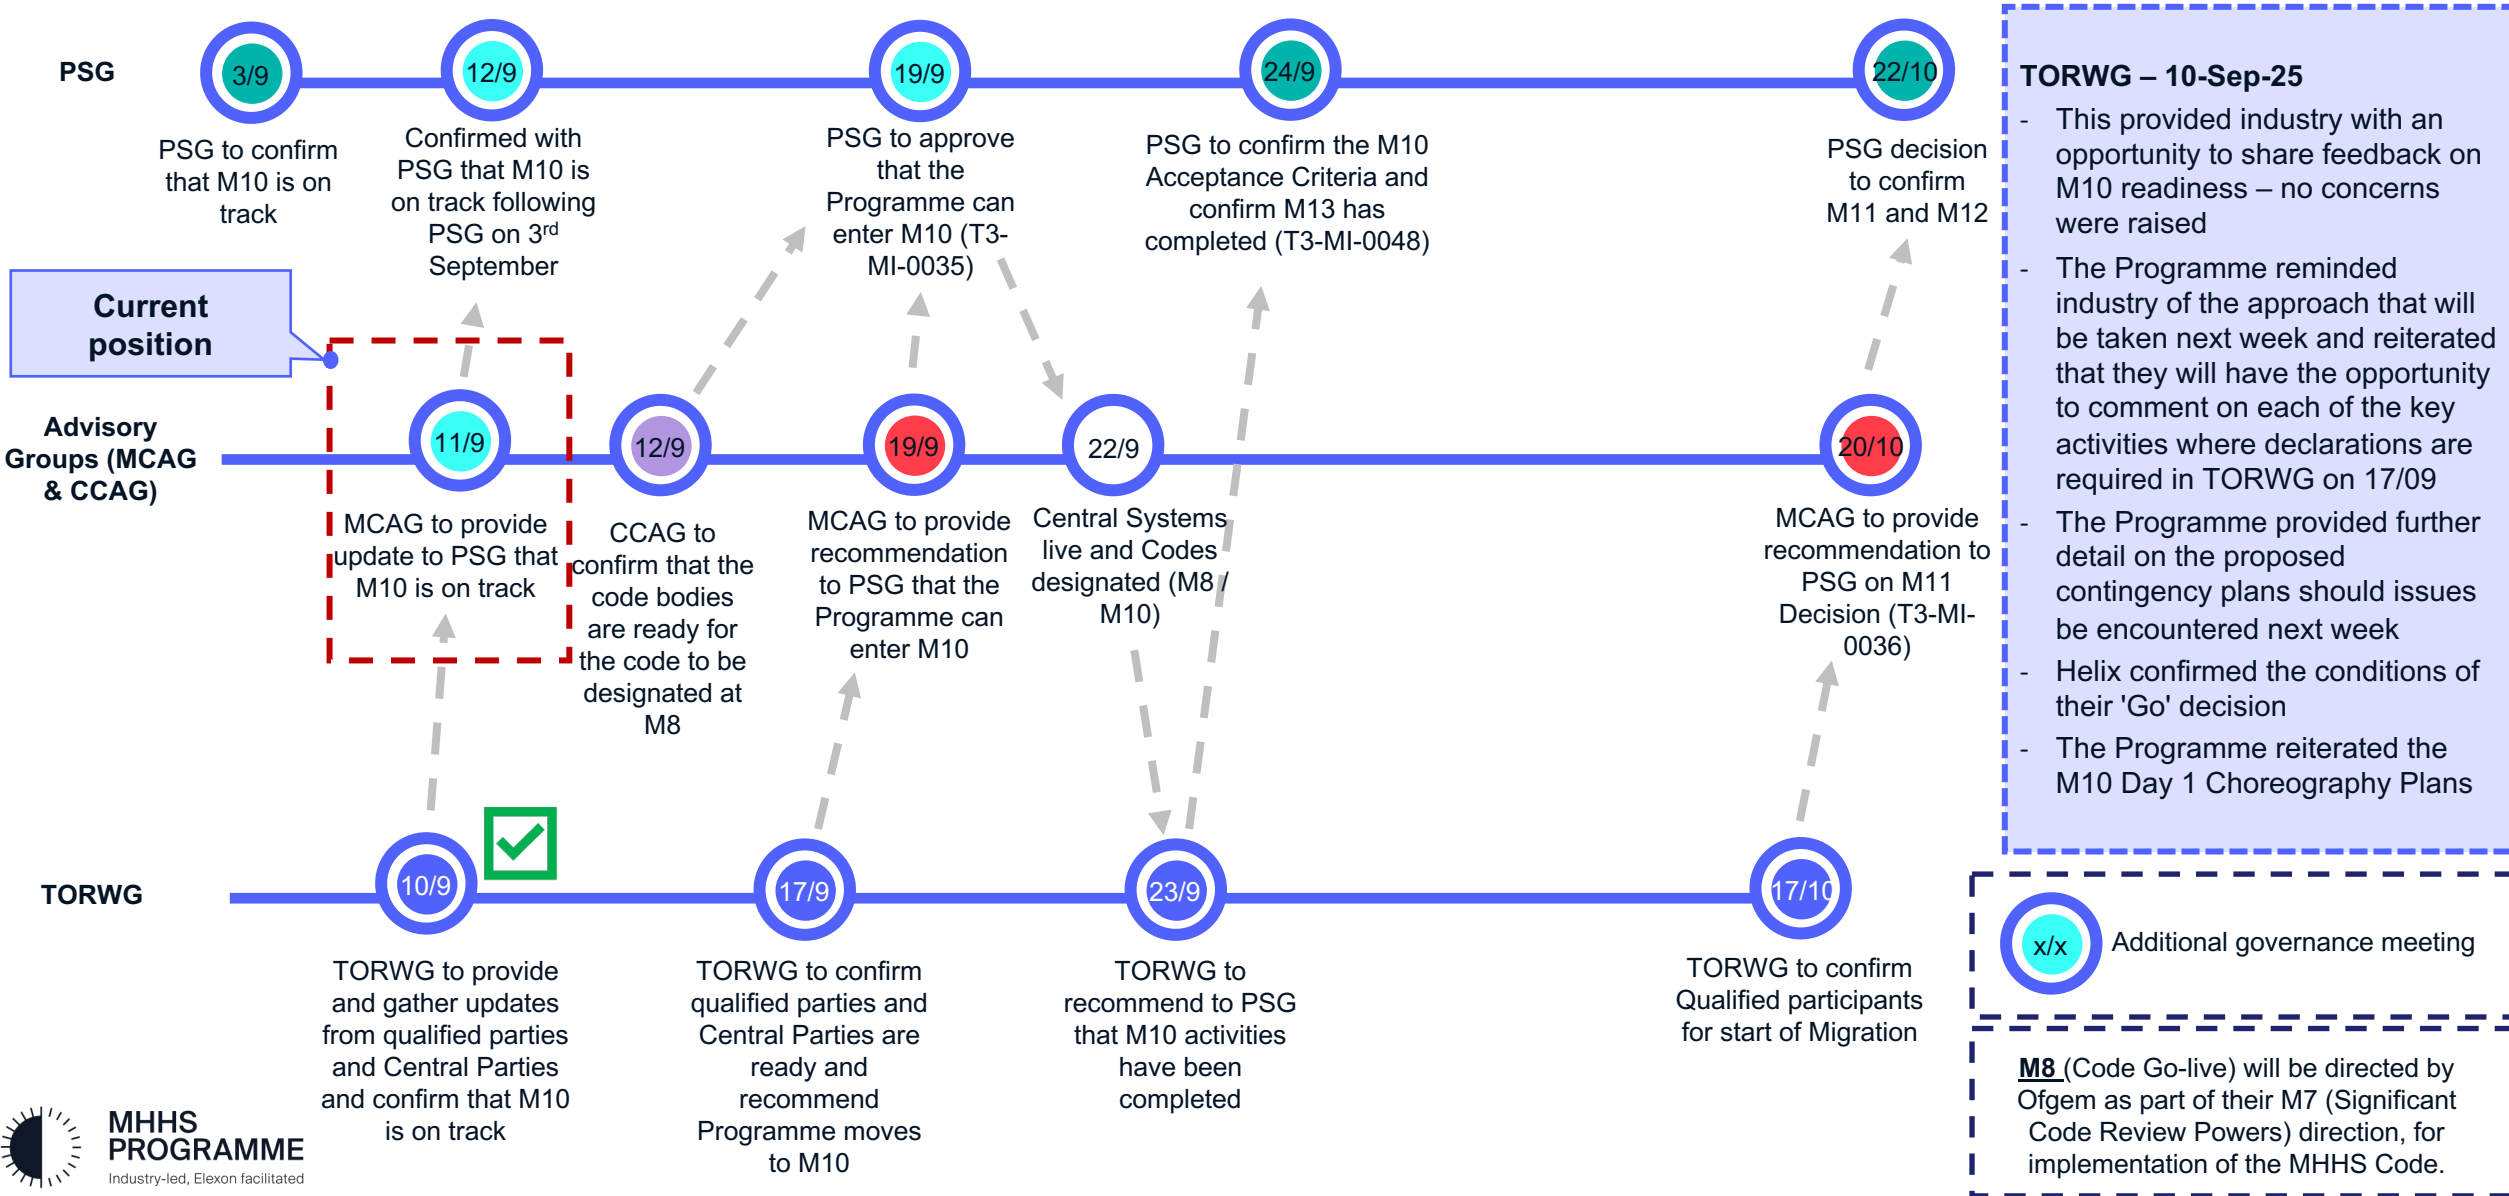 PSG
3/9
PSG to confirm
that M10 is on
track
12/9
Confirmed with
PSG that M10 is
on track following
PSG on 3rd
September
19/9
PSG to approve
that the
Programme can
enter M10 (T3-
MI-0035)
24/9
PSG to confirm the M10
Acceptance Criteria and
confirm M13 has
completed (T3-MI-0048)
22/10
PSG decision
to confirm
M11 and M12
Current
position
Advisory
Groups (MCAG
& CCAG)
11/9
MCAG to provide
update to PSG that
M10 is on track
12/9
CCAG to
confirm that the
code bodies
are ready for
the code to be
designated at
M8
19/9
MCAG to provide
recommendation
to PSG that the
Programme can
enter M10
22/9
Central Systems
live and Codes
designated (M8 /
M10)
20/10
MCAG to provide
recommendation to
PSG on M11
Decision (T3-MI-
0036)
TORWG
10/9
TORWG to provide
and gather updates
from qualified parties
and Central Parties
and confirm that M10
is on track
17/9
TORWG to confirm
qualified parties and
Central Parties are
ready and
recommend
Programme moves
to M10
23/9
TORWG to
recommend to PSG
that M10 activities
have been
completed
17/10
TORWG to confirm
Qualified participants
for start of Migration
TORWG – 10-Sep-25
- This provided industry with an
opportunity to share feedback on
M10 readiness – no concerns
were raised
- The Programme reminded
industry of the approach that will
be taken next week and reiterated
that they will have the opportunity
to comment on each of the key
activities where declarations are
required in TORWG on 17/09
- The Programme provided further
detail on the proposed
contingency plans should issues
be encountered next week
- Helix confirmed the conditions of
their 'Go' decision
- The Programme reiterated the
M10 Day 1 Choreography Plans
x/x
Additional governance meeting
M8 (Code Go-live) will be directed by
Ofgem as part of their M7 (Significant
Code Review Powers) direction, for
implementation of the MHHS Code.
MHHS
PROGRAMME
Industry-led, Elexon facilitated